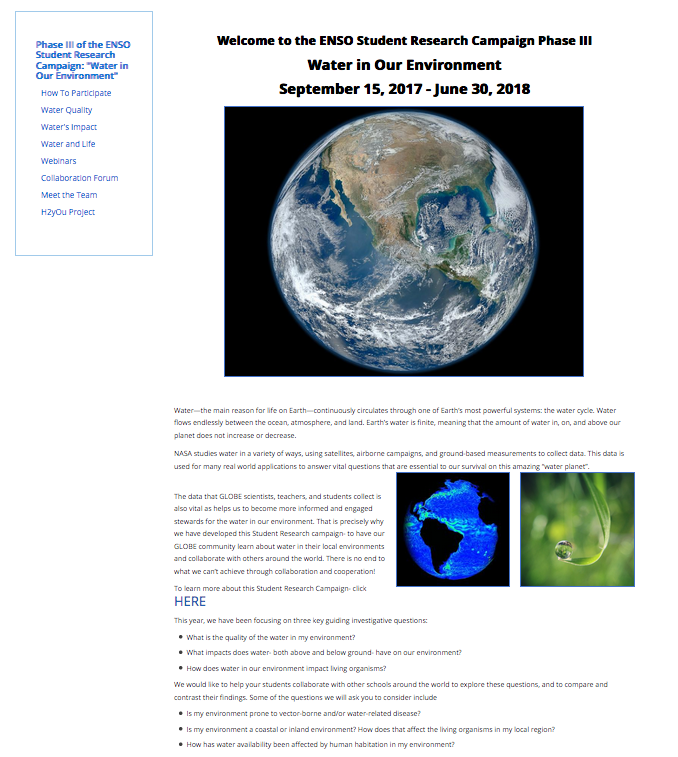 Phase III of the ENSO
Student Research
Campaign: "Water in
Our Environment"
How To Participate
Water Quality
Water's Impact
Water and Life
Webinars
Collaboration Forum
Meet the Team
H2yOu Project
Welcome to the ENSO Student Research Campaign Phase III
Water in Our Environment
September 15, 2017 - June 30, 2018
Water—the main reason for life on Earth—continuously circulates through one of Earth's most powerful systems: the water cycle. Water
flows endlessly between the ocean, atmosphere, and land. Earth's water is finite, meaning that the amount of water in, on, and above our
planet does not increase or decrease.
NASA studies water in a variety of ways, using satellites, airborne campaigns, and ground-based measurements to collect data. This data is
used for many real world applications to answer vital questions that are essential to our survival on this amazing "water planet".
The data that GLOBE scientists, teachers, and students collect is
also vital as helps us to become more informed and engaged
stewards for the water in our environment. That is precisely why
we have developed this Student Research campaign- to have our
GLOBE community learn about water in their local environments
and collaborate with others around the world. There is no end to
what we can't achieve through collaboration and cooperation!
To learn more about this Student Research Campaign- click
HERE
This year, we have been focusing on three key guiding investigative questions:
• What is the quality of the water in my environment?
• What impacts does water- both above and below ground- have on our environment?
• How does water in our environment impact living organisms?
We would like to help your students collaborate with other schools around the world to explore these questions, and to compare and
contrast their findings. Some of the questions we will ask you to consider include
• Is my environment prone to vector-borne and/or water-related disease?
• Is my environment a coastal or inland environment? How does that affect the living organisms in my local region?
• How has water availability been affected by human habitation in my environment?